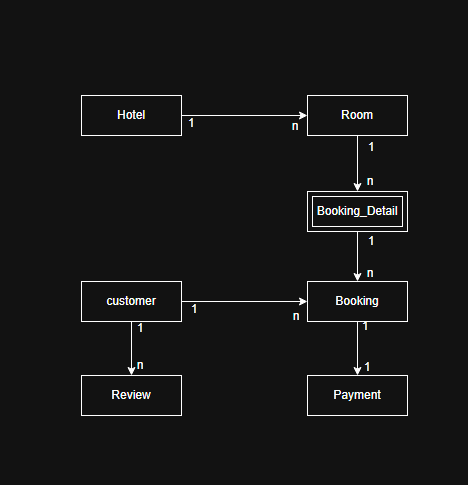 Hotel
1
n
Room
1
n
Booking_Detail
1
n
customer
1
n
Booking
1
n
1
1
Review
Payment